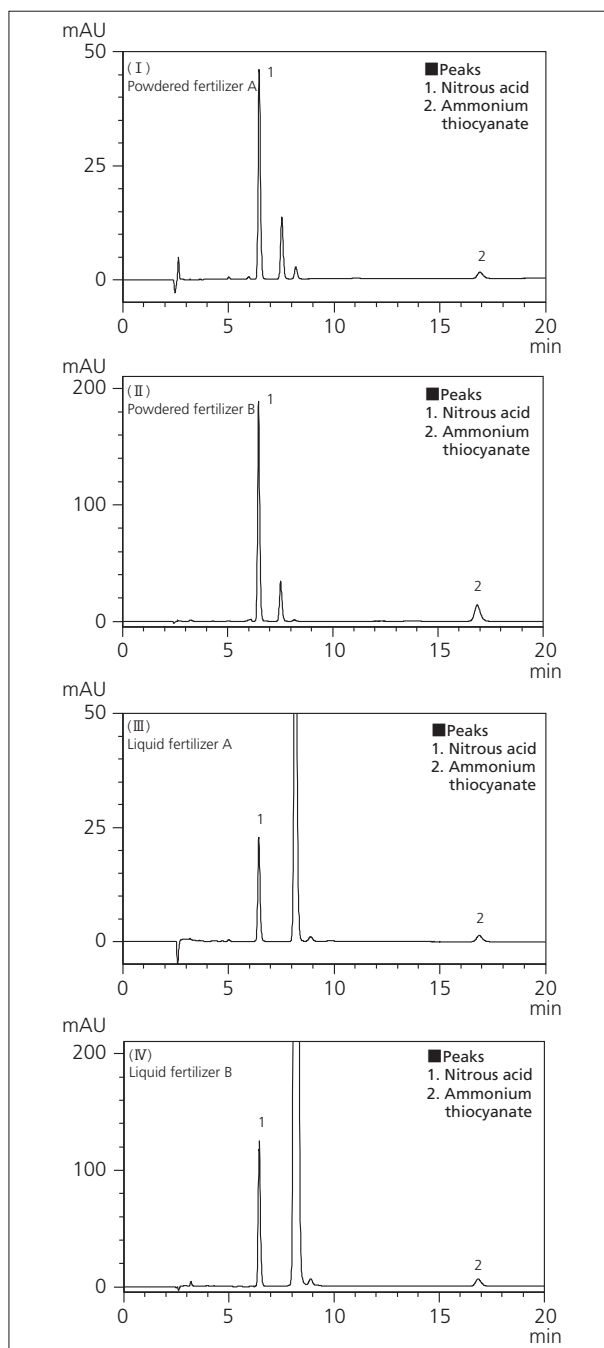 mAU
50
(Ⅰ)
Powdered fertilizer A
1
■Peaks
1. Nitrous acid
2. Ammonium
thiocyanate
25
2
0
0 5 10 15 20
min
mAU
200
(Ⅱ)
Powdered fertilizer B
1
■Peaks
1. Nitrous acid
2. Ammonium
thiocyanate
100
2
0
0 5 10 15 20
min
mAU
50
(Ⅲ)
Liquid fertilizer A
■Peaks
1. Nitrous acid
2. Ammonium
thiocyanate
25
1
2
0
0 5 10 15 20
min
mAU
200
(Ⅳ)
Liquid fertilizer B
■Peaks
1. Nitrous acid
2. Ammonium
thiocyanate
1
100
2
0
0 5 10 15 20
min